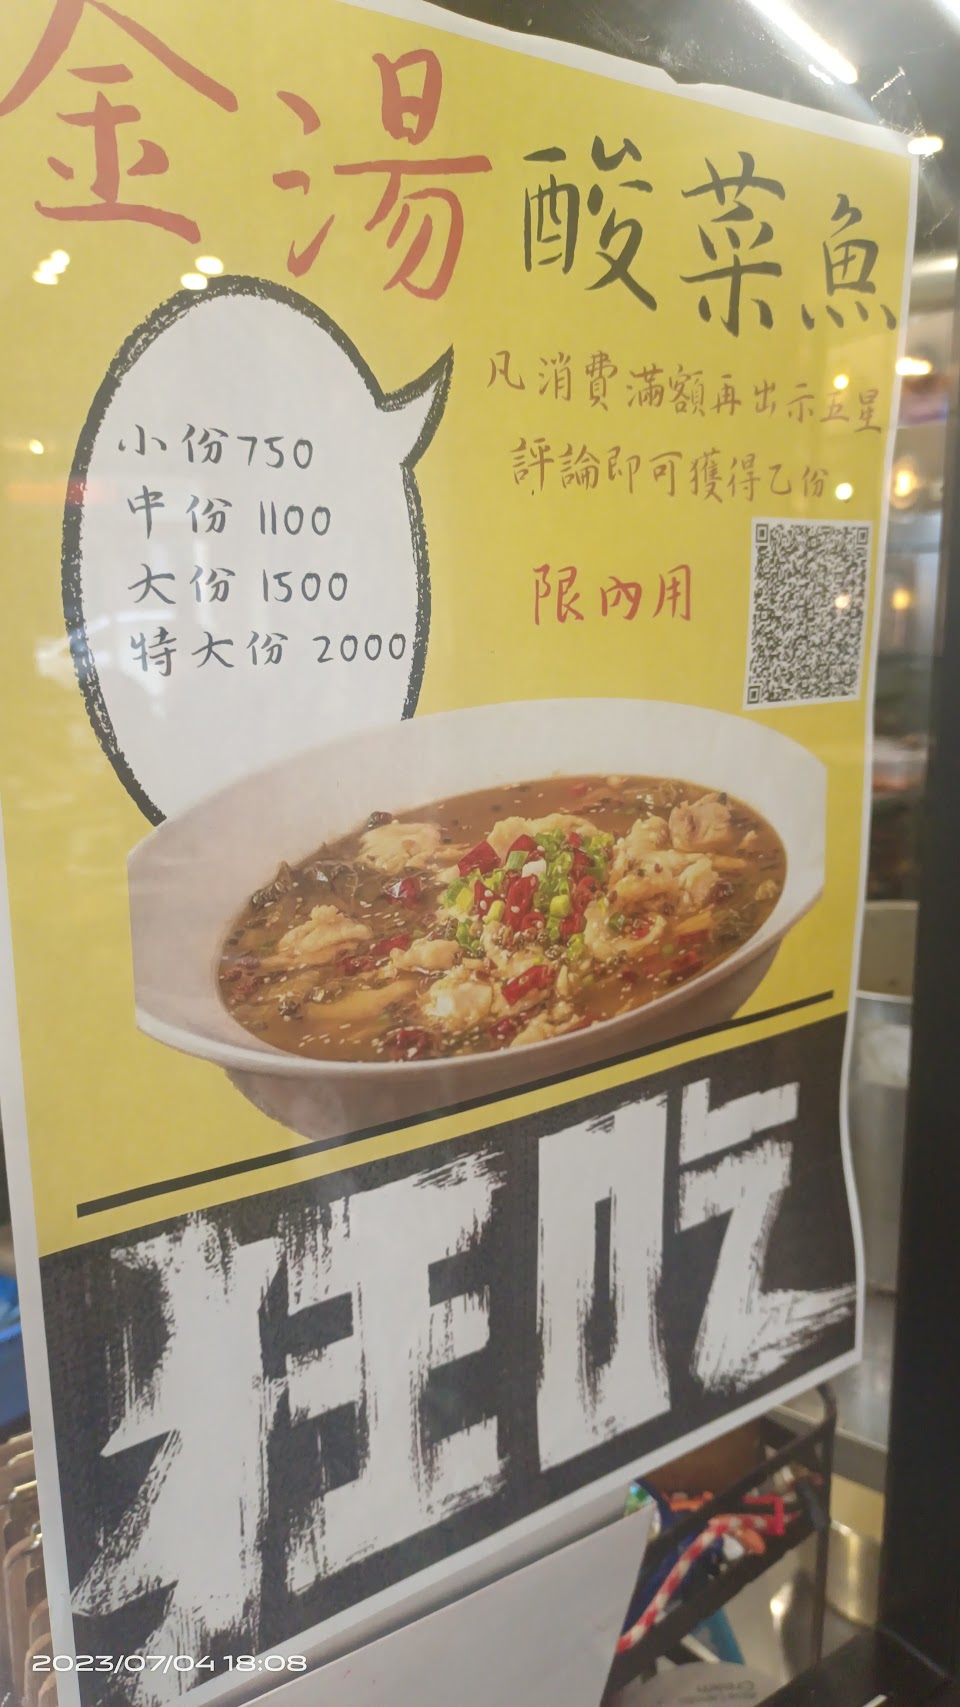 金湯酸菜魚
凡消費滿額再出示五星
評論即可獲得乙份。
限內用
小份750
中份 1100
大份 1500
特大份 2000
狂吃
2023/07/04 18:08